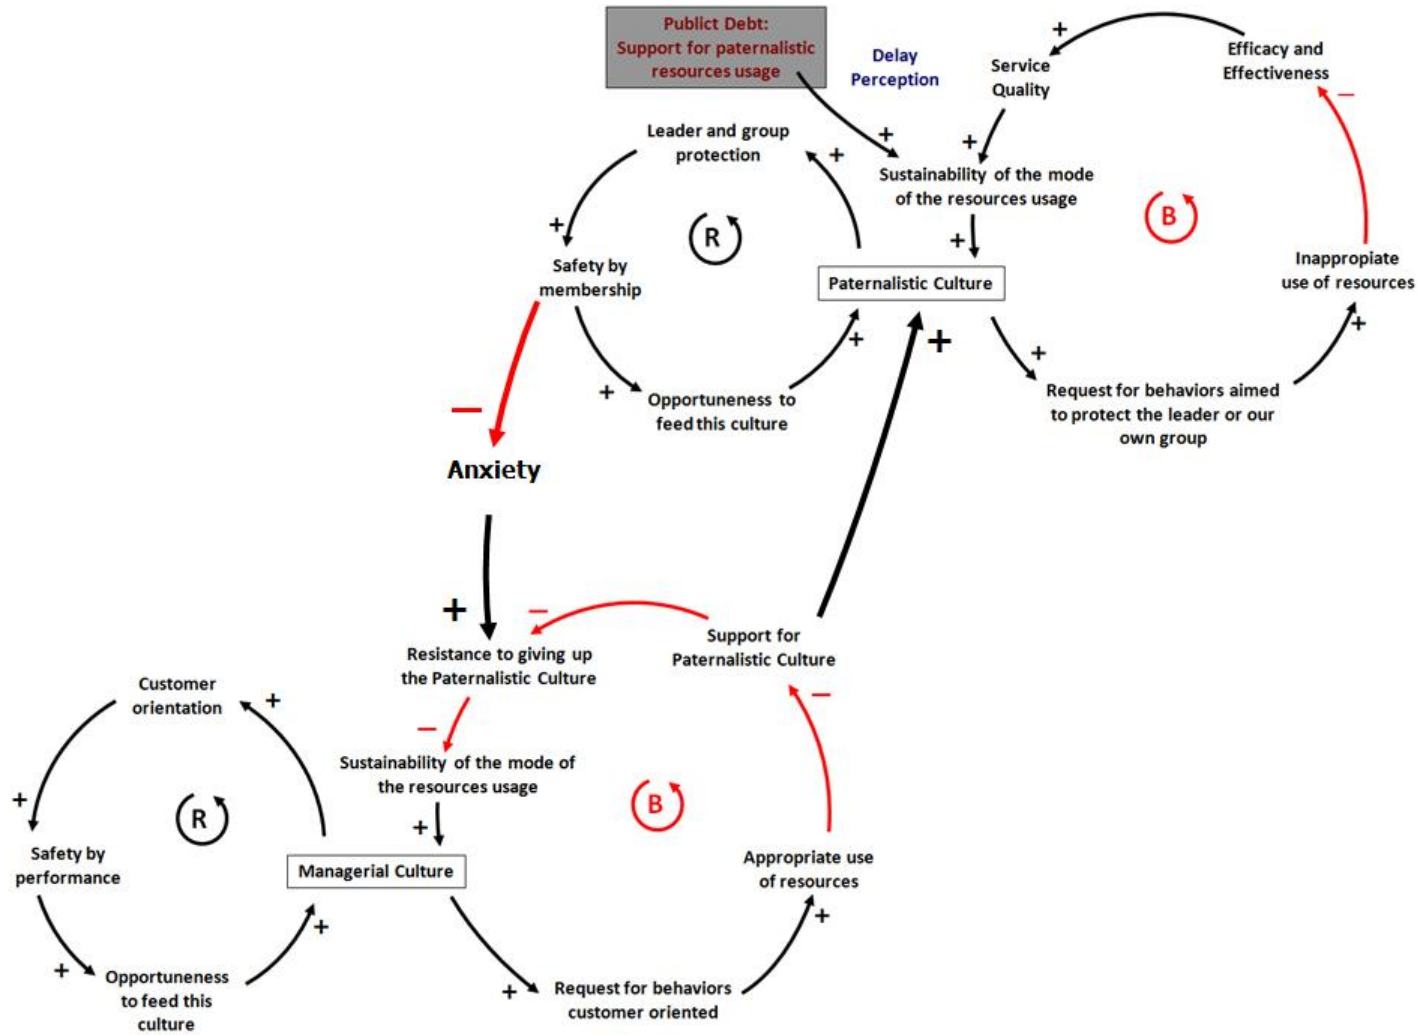 Publict Debt:
Support for paternalistic
resources usage
Delay
Perception
+
Service
Quality
Efficacy and
Effectiveness
−
Leader and group
protection
+
+
+
Sustainability of the mode
of the resources usage
R
B
+
+
Safety by
membership
Paternalistic Culture
Inappropiate
use of resources
+
+
+
+
+
Opportuneness to
feed this culture
Request for behaviors aimed
to protect the leader or our
own group
−
Anxiety
+
−
Resistance to giving up
the Paternalistic Culture
Support for
Paternalistic Culture
Customer
orientation
+
−
−
Sustainability of the mode of
the resources usage
+
R
+
B
Safety by
performance
Managerial Culture
Appropriate use
of resources
+
+
+
Opportuneness
to feed this
culture
+
Request for behaviors
customer oriented